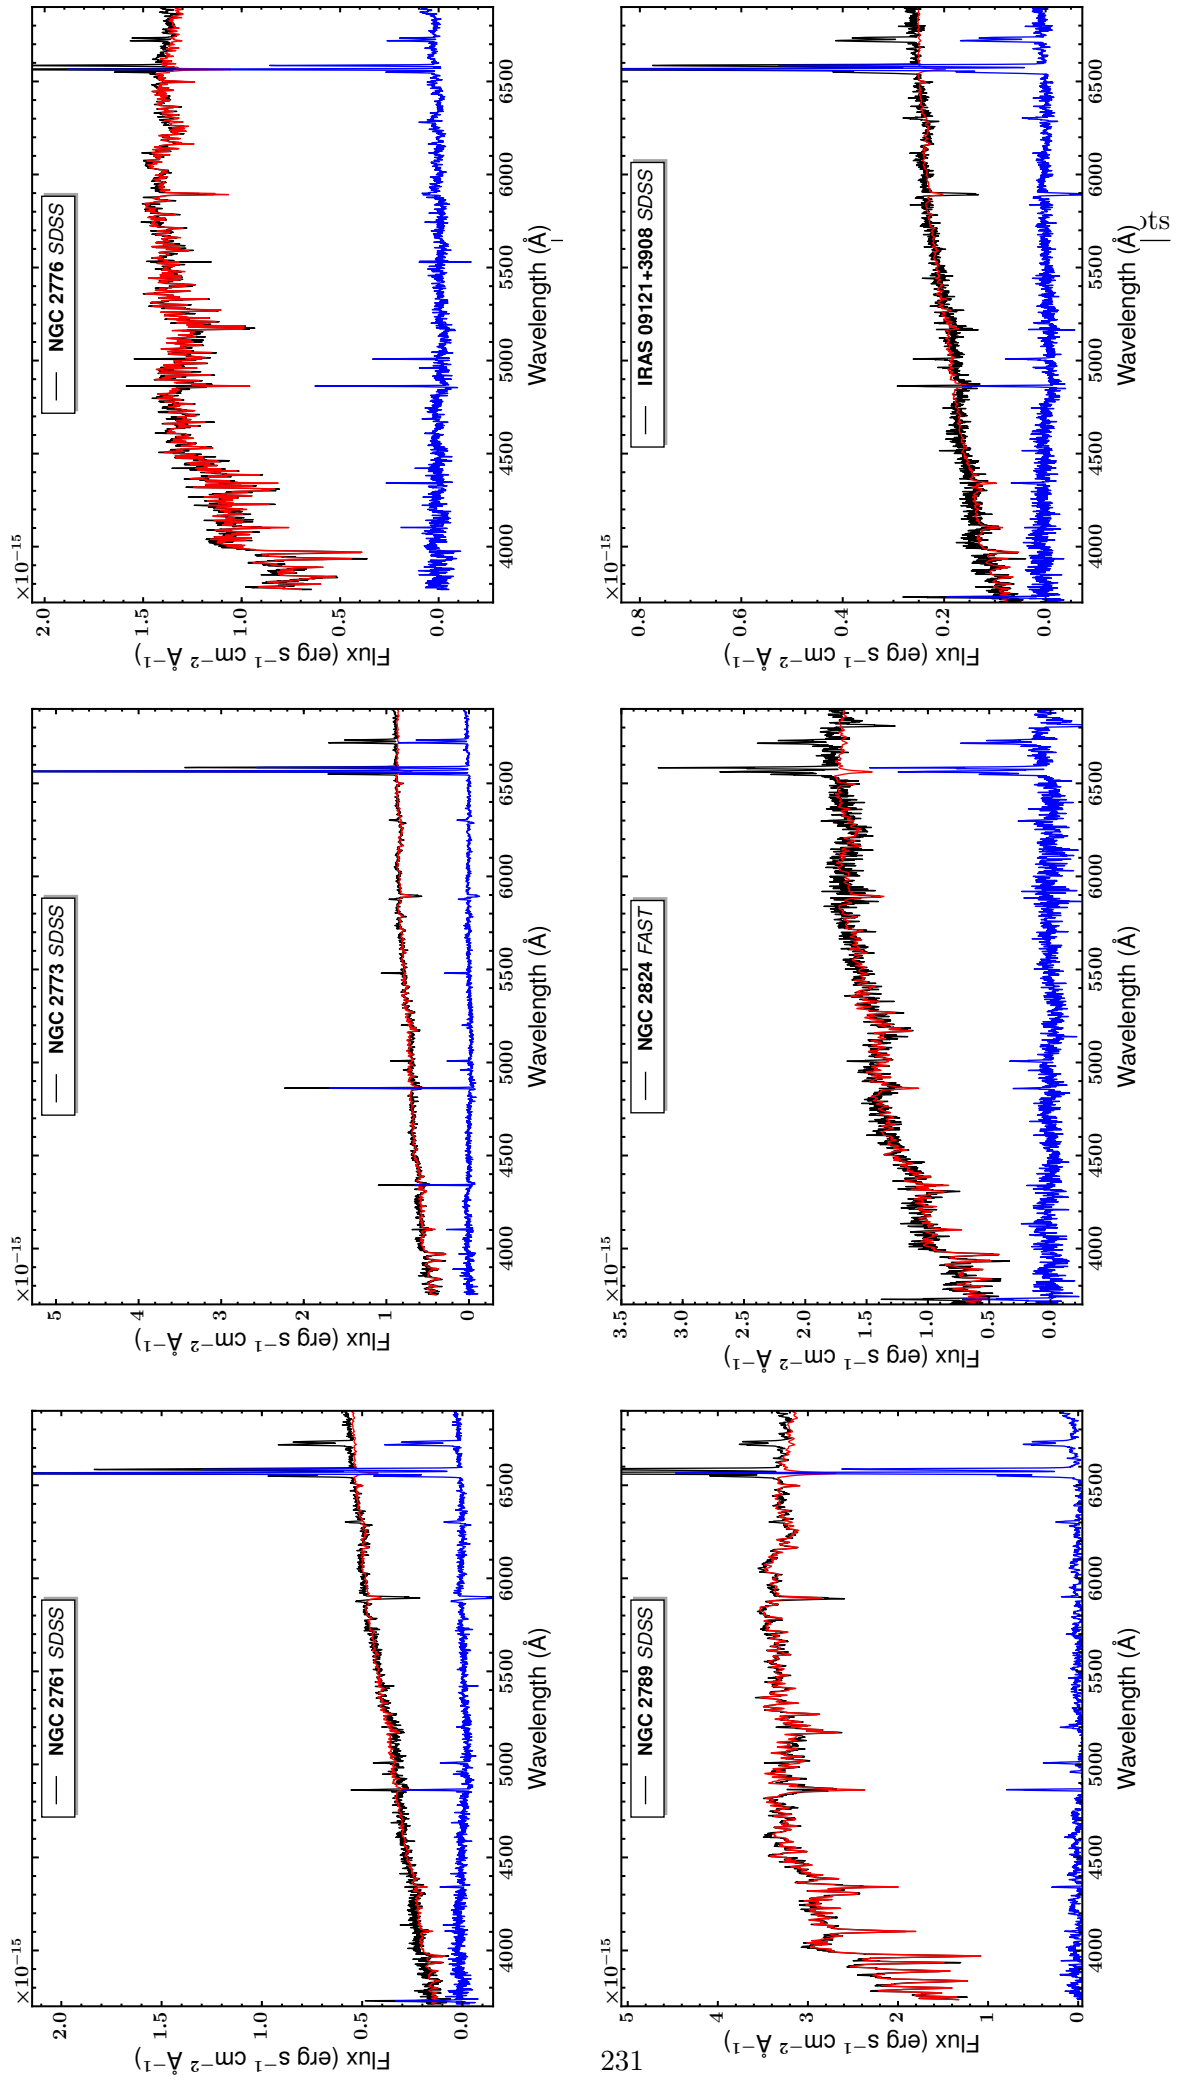 ×10⁻¹⁵
NGC 2761 SDSS
Flux (erg s⁻¹ cm⁻² Å⁻¹)
2.0
1.5
1.0
0.5
0.0
4000 4500 5000 5500 6000 6500
Wavelength (Å)
×10⁻¹⁵
NGC 2773 SDSS
Flux (erg s⁻¹ cm⁻² Å⁻¹)
5
4
3
2
1
0
4000 4500 5000 5500 6000 6500
Wavelength (Å)
×10⁻¹⁵
NGC 2776 SDSS
Flux (erg s⁻¹ cm⁻² Å⁻¹)
2.0
1.5
1.0
0.5
0.0
4000 4500 5000 5500 6000 6500
Wavelength (Å)
×10⁻¹⁵
NGC 2789 SDSS
Flux (erg s⁻¹ cm⁻² Å⁻¹)
5
4
3
2
1
0
4000 4500 5000 5500 6000 6500
Wavelength (Å)
×10⁻¹⁵
NGC 2824 FAST
Flux (erg s⁻¹ cm⁻² Å⁻¹)
3.5
3.0
2.5
2.0
1.5
1.0
0.5
0.0
4000 4500 5000 5500 6000 6500
Wavelength (Å)
×10⁻¹⁵
IRAS 09121+3908 SDSS
Flux (erg s⁻¹ cm⁻² Å⁻¹)
0.8
0.6
0.4
0.2
0.0
4000 4500 5000 5500 6000 6500
Wavelength (Å)
231